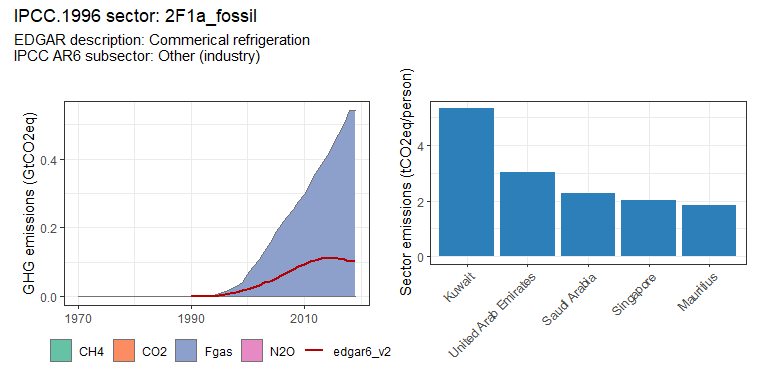 IPCC.1996 sector: 2F1a_fossil
EDGAR description: Commerical refrigeration
IPCC AR6 subsector: Other (industry)
GHG emissions (GtCO2eq)
0.4
0.2
0.0
1970
1990
2010
CH4
CO2
Fgas
N2O
edgar6_v2
Sector emissions (tCO2eq/person)
4
2
0
Kuwait
United Arab Emirates
Saudi Arabia
Singapore
Mauritius